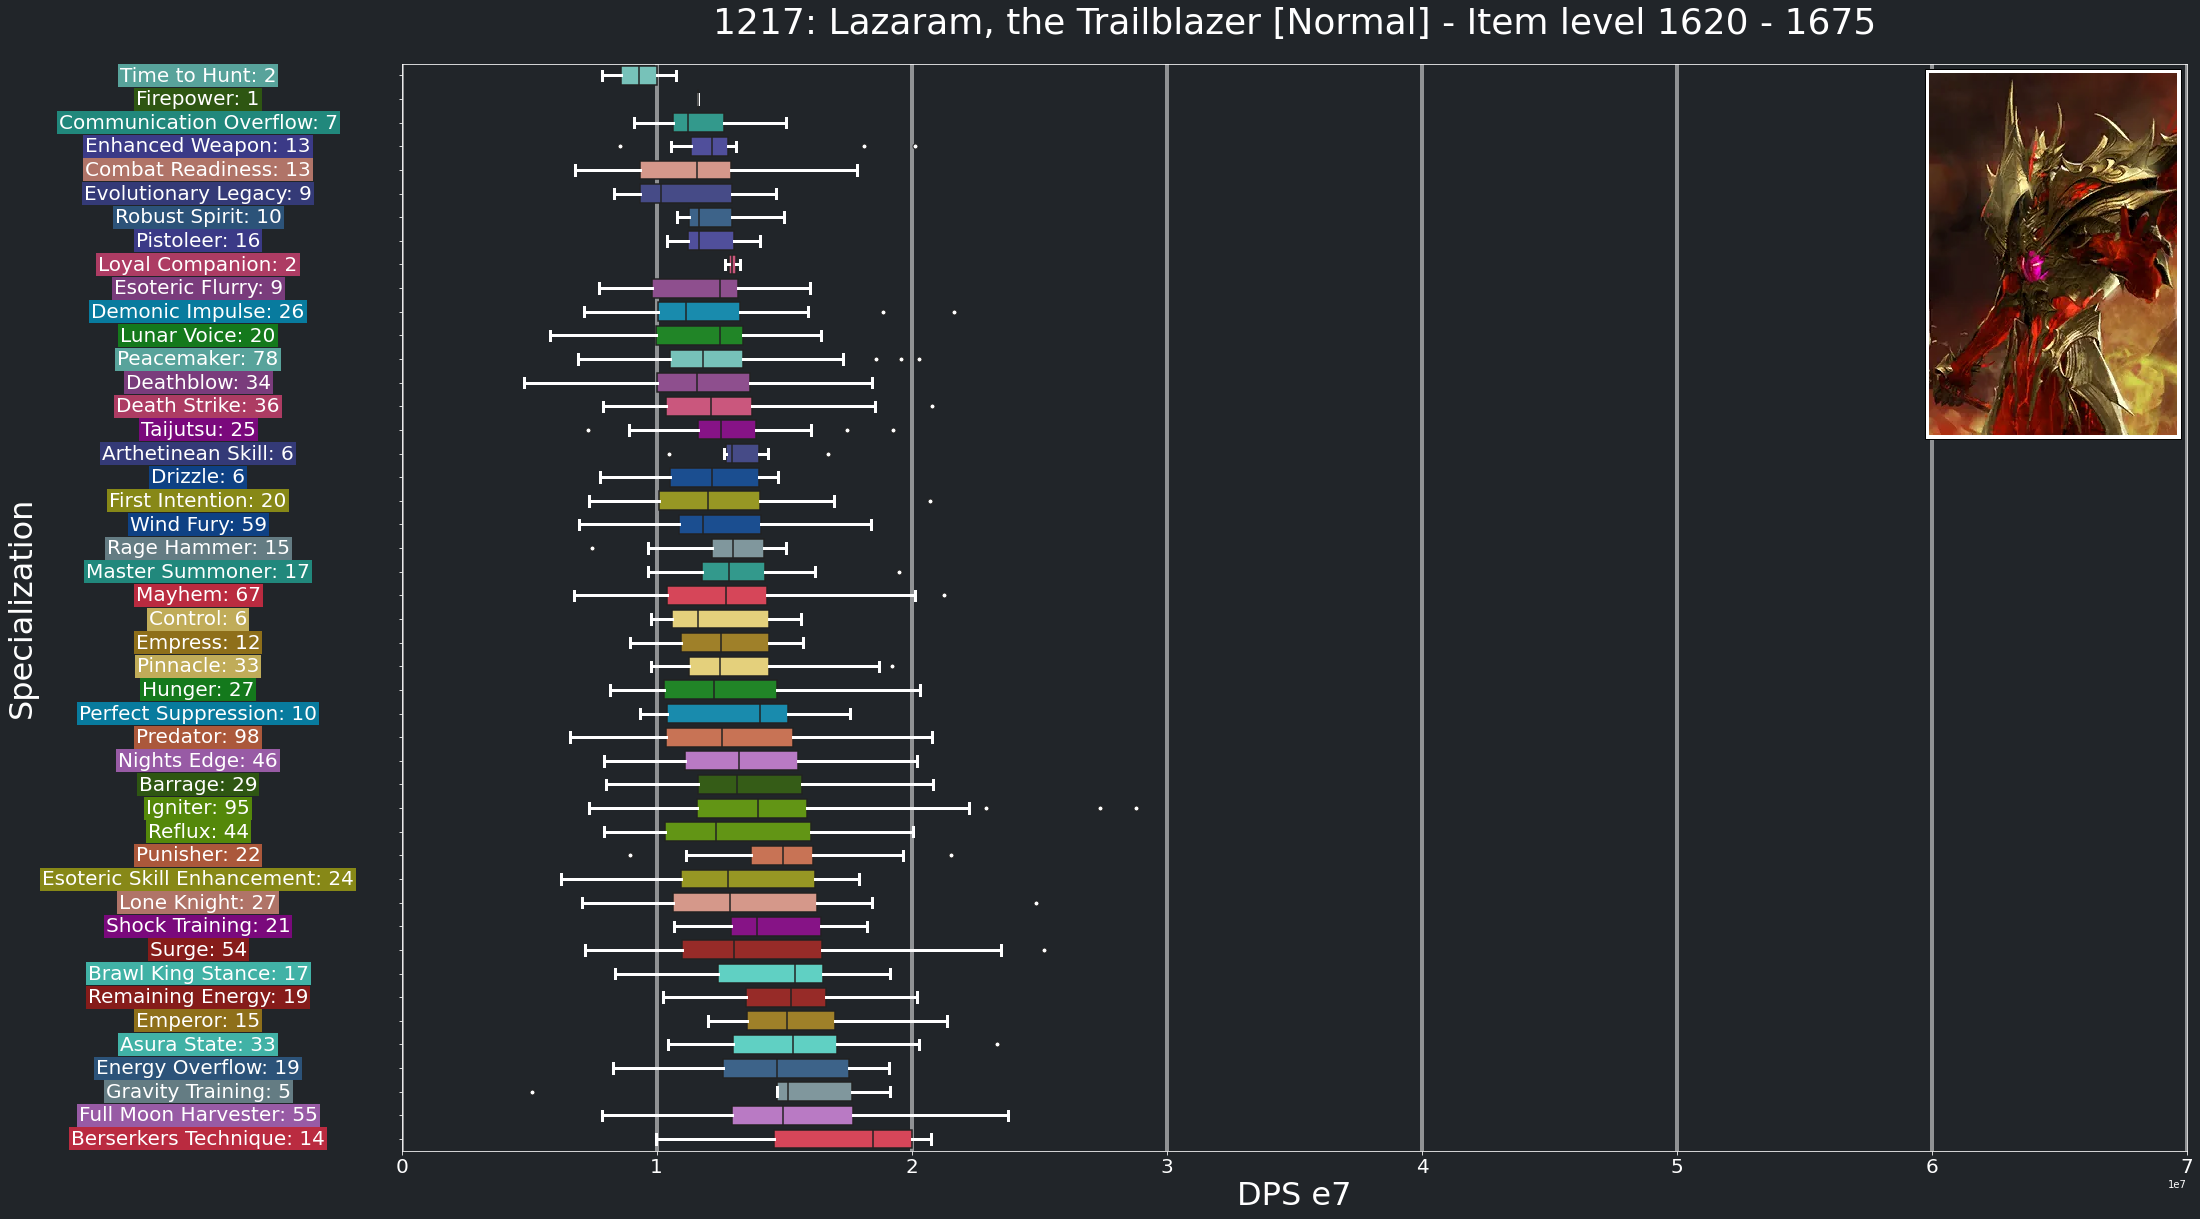 1217: Lazaram, the Trailblazer [Normal] - Item level 1620 - 1675
Specialization
Time to Hunt: 2
Firepower: 1
Communication Overflow: 7
Enhanced Weapon: 13
Combat Readiness: 13
Evolutionary Legacy: 9
Robust Spirit: 10
Pistoleer: 16
Loyal Companion: 2
Esoteric Flurry: 9
Demonic Impulse: 26
Lunar Voice: 20
Peacemaker: 78
Deathblow: 34
Death Strike: 36
Taijutsu: 25
Arthetinean Skill: 6
Drizzle: 6
First Intention: 20
Wind Fury: 59
Rage Hammer: 15
Master Summoner: 17
Mayhem: 67
Control: 6
Empress: 12
Pinnacle: 33
Hunger: 27
Perfect Suppression: 10
Predator: 98
Nights Edge: 46
Barrage: 29
Igniter: 95
Reflux: 44
Punisher: 22
Esoteric Skill Enhancement: 24
Lone Knight: 27
Shock Training: 21
Surge: 54
Brawl King Stance: 17
Remaining Energy: 19
Emperor: 15
Asura State: 33
Energy Overflow: 19
Gravity Training: 5
Full Moon Harvester: 55
Berserkers Technique: 14
0 1 2 3 4 5 6 7
1e7
DPS e7